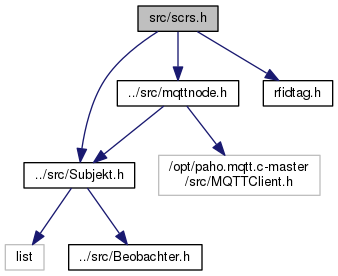 src/scrs.h
../src/mqttnode.h
rfidtag.h
../src/Subjekt.h
/opt/paho.mqtt.c-master
/src/MQTTClient.h
list
../src/Beobachter.h